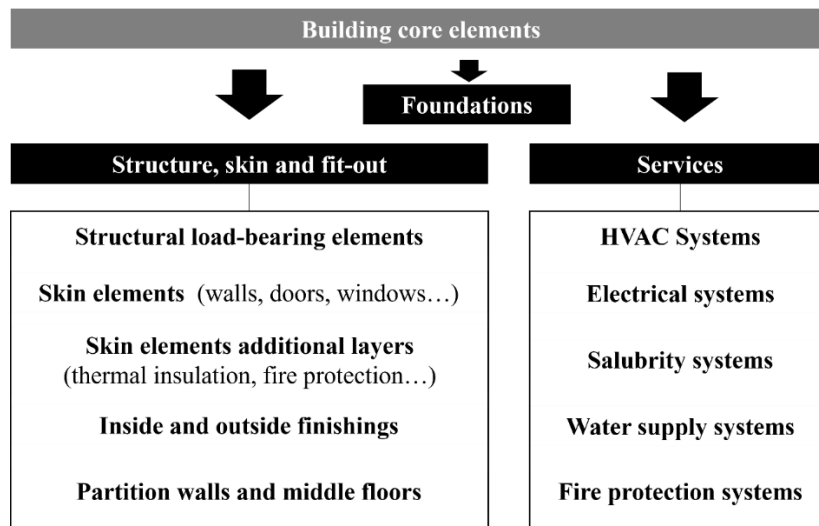 Building core elements
Foundations
Structure, skin and fit-out
Structural load-bearing elements
Skin elements (walls, doors, windows…)
Skin elements additional layers
(thermal insulation, fire protection…)
Inside and outside finishings
Partition walls and middle floors
Services
HVAC Systems
Electrical systems
Salubrity systems
Water supply systems
Fire protection systems